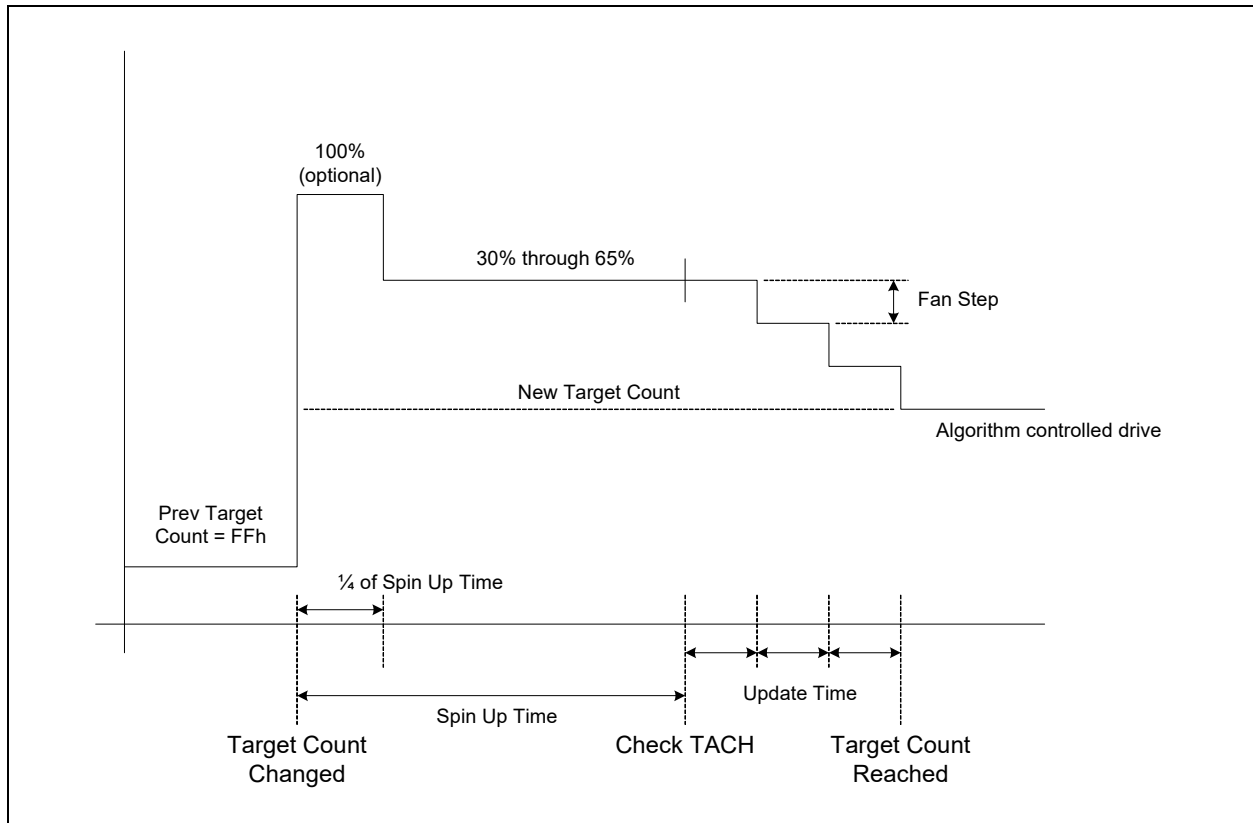 100%
(optional)
30% through 65%
Fan Step
New Target Count
Algorithm controlled drive
Prev Target
Count = FFh
¼ of Spin Up Time
Update Time
Spin Up Time
Target Count
Changed
Check TACH
Target Count
Reached